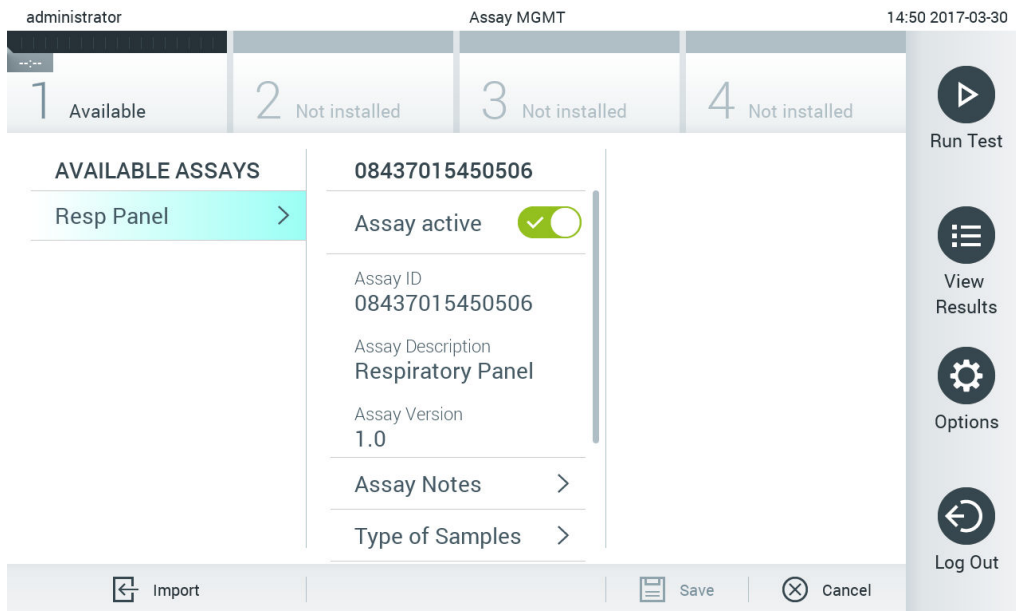 administrator
Assay MGMT
14:50 2017-03-30
--:--
1 Available
2 Not installed
3 Not installed
4 Not installed
AVAILABLE ASSAYS
Resp Panel
08437015450506
Assay active
Assay ID
08437015450506
Assay Description
Respiratory Panel
Assay Version
1.0
Assay Notes
Type of Samples
Run Test
View
Results
Options
Log Out
Import
Save
Cancel